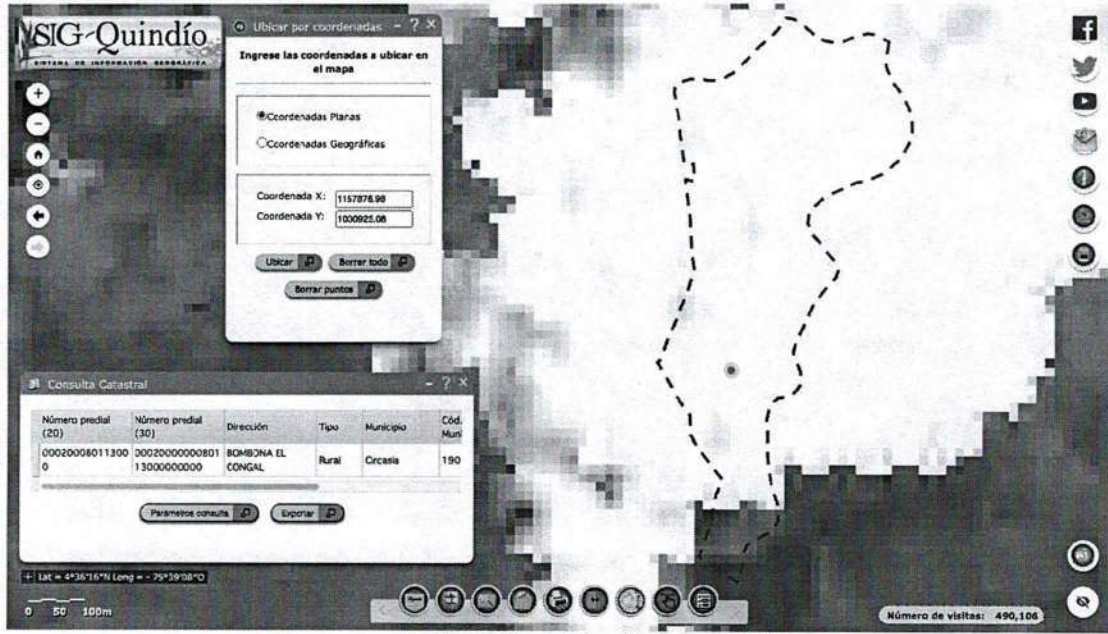 SIG-Quindío
SISTEMA DE INFORMACIÓN GEOGRÁFICA
Ubicar por coordenadas - ? ×
Ingrese las coordenadas a ubicar en
el mapa
Coordenadas Planas
Coordenadas Geográficas
Coordenada X: 1157876.98
Coordenada Y: 1000923.06
Ubicar
Borrar todo
Borrar puntos
Consulta Catastral - ? ×
Número predial (20) Número predial (30) Dirección Tipo Municipio Cód. Muni
00020008011300 00020000000801 BOMBONA EL Rural Circasia 190
0 13000000000 CONGAL
Parametros consulta
Exportar
Lat = 4°36'16"N Long = - 75°39'08"O
0 50 100m
Número de visitas: 490,106